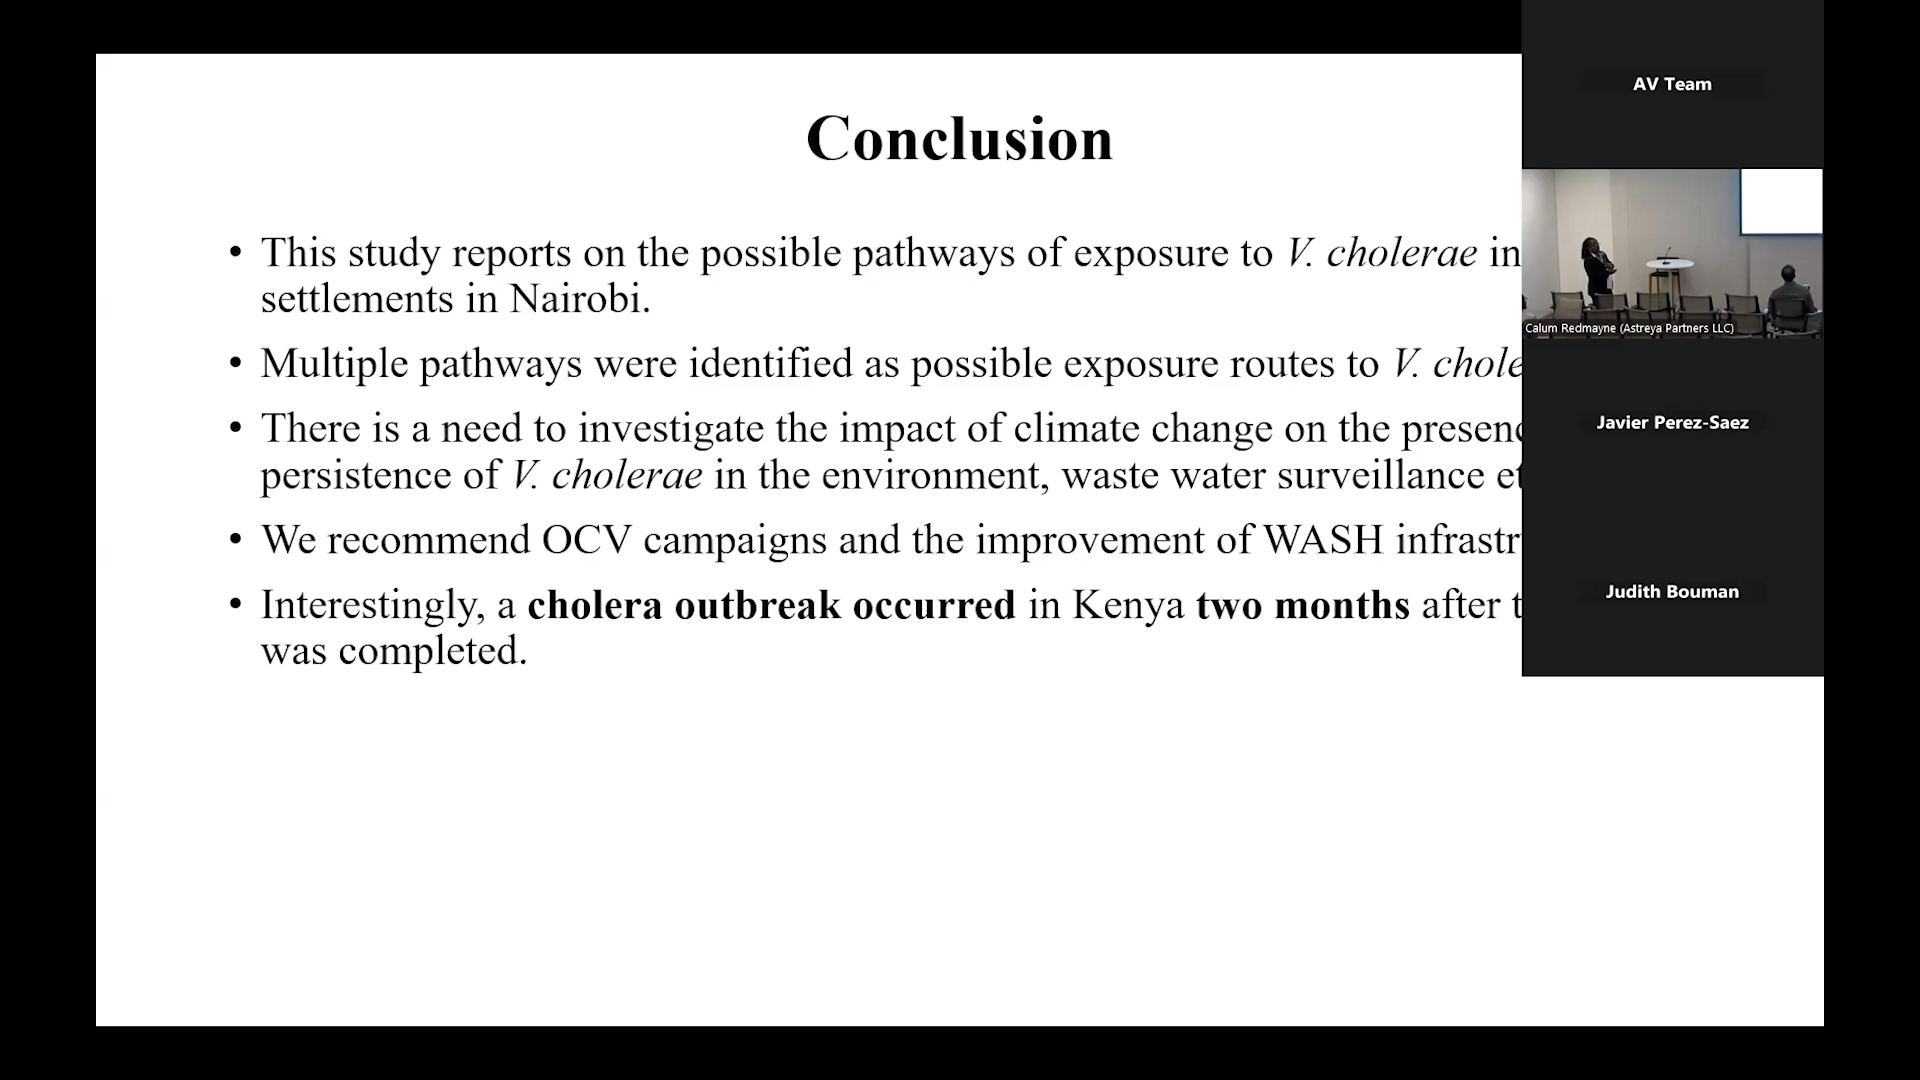 Conclusion
• This study reports on the possible pathways of exposure to V. cholerae in
settlements in Nairobi.
• Multiple pathways were identified as possible exposure routes to V.
• There is a need to investigate the impact of climate change on the
persistence of V. cholerae in the environment, waste water surveillance
• We recommend OCV campaigns and the improvement of WASH
• Interestingly, a cholera outbreak occurred in Kenya two months after
was completed.
AV Team
Calum Redmayne (Astreya Partners LLC)
Javier Perez-Saez
Judith Bouman